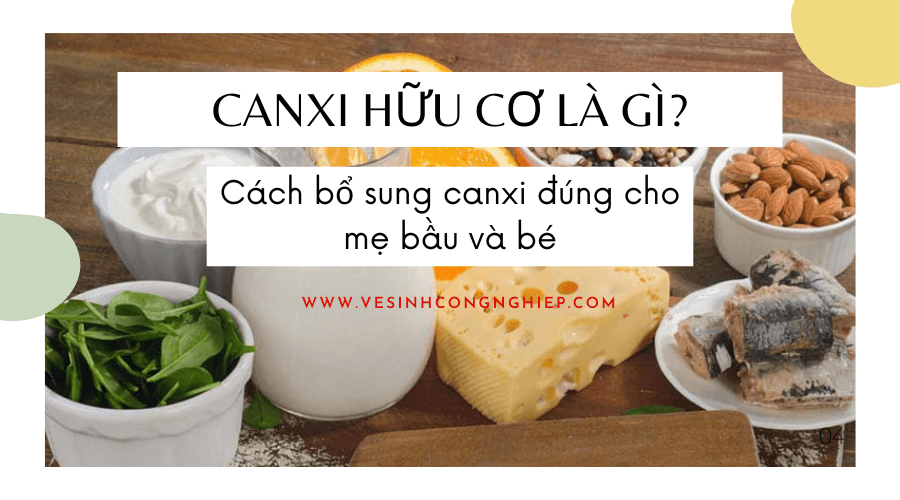 CANXI HỮU CƠ LÀ GÌ?
Cách bổ sung canxi đúng cho
mẹ bầu và bé
WWW.VESINHCONGNGHIEP.COM
04